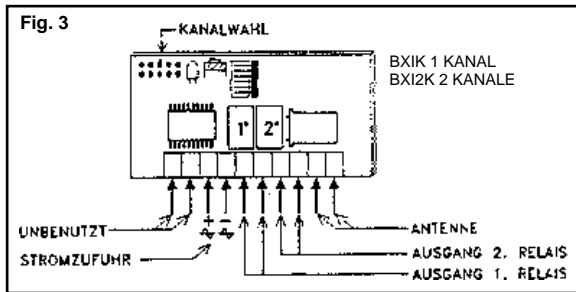 Fig. 3
KANALWAHL
BXIK 1 KANAL
BXI2K 2 KANALE
1°
2°
UNBENUTZT
STROMZUFUHR
ANTENNE
AUSGANG 2. RELAIS
AUSGANG 1. RELAIS